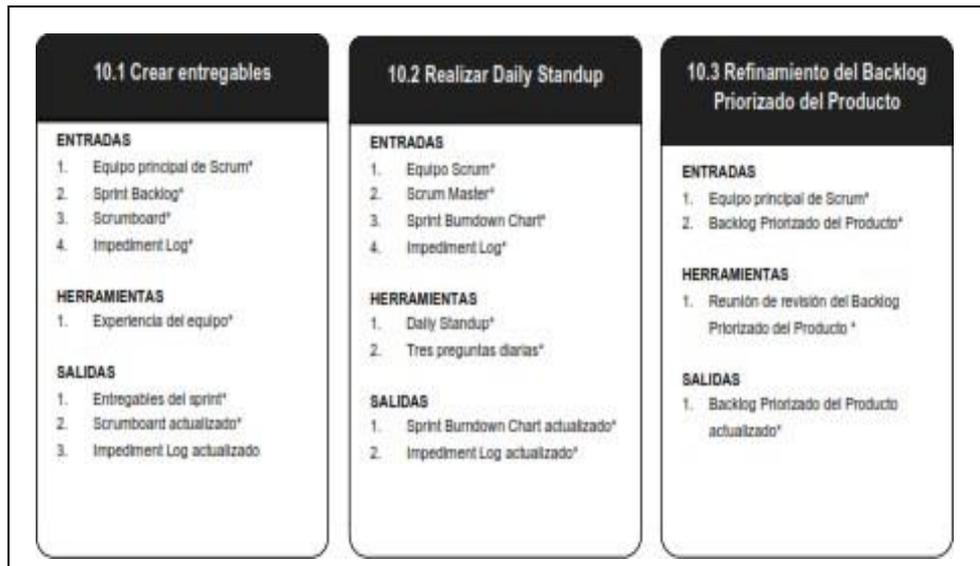 10.1 Crear entregables
ENTRADAS
1. Equipo principal de Scrum*
2. Sprint Backlog*
3. Scrumboard*
4. Impediment Log*
HERRAMIENTAS
1. Experiencia del equipo*
SALIDAS
1. Entregables del sprint*
2. Scrumboard actualizado*
3. Impediment Log actualizado
10.2 Realizar Daily Standup
ENTRADAS
1. Equipo Scrum*
2. Scrum Master*
3. Sprint Burndown Chart*
4. Impediment Log*
HERRAMIENTAS
1. Daily Standup*
2. Tres preguntas diarias*
SALIDAS
1. Sprint Burndown Chart actualizado*
2. Impediment Log actualizado*
10.3 Refinamiento del Backlog
Priorizado del Producto
ENTRADAS
1. Equipo principal de Scrum*
2. Backlog Priorizado del Producto*
HERRAMIENTAS
1. Reunión de revisión del Backlog
Priorizado del Producto *
SALIDAS
1. Backlog Priorizado del Producto
actualizado*